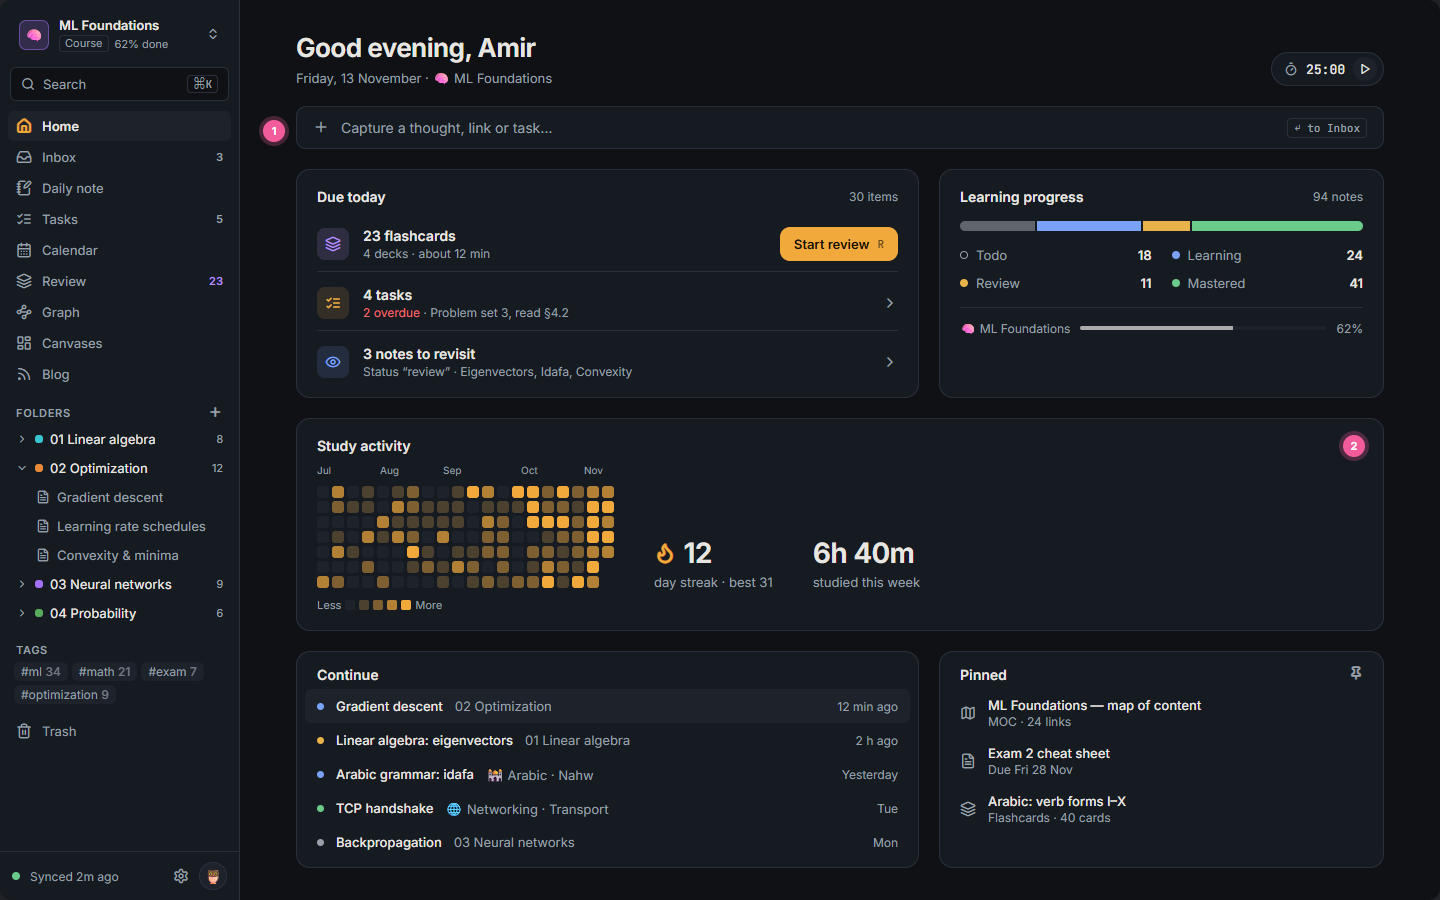 ML Foundations
Course 62% done
Search ⌘K
Home
Inbox 3
Daily note
Tasks 5
Calendar
Review 23
Graph
Canvases
Blog
FOLDERS +
01 Linear algebra 8
02 Optimization 12
Gradient descent
Learning rate schedules
Convexity & minima
03 Neural networks 9
04 Probability 6
TAGS
#ml 34 #math 21 #exam 7
#optimization 9
Trash
Synced 2m ago
Good evening, Amir
Friday, 13 November · 🧠 ML Foundations
25:00
1
+ Capture a thought, link or task... ↵ to Inbox
Due today 30 items
23 flashcards
4 decks · about 12 min
Start review R
4 tasks
2 overdue · Problem set 3, read §4.2
3 notes to revisit
Status “review” · Eigenvectors, Idafa, Convexity
Learning progress 94 notes
Todo 18 Learning 24
Review 11 Mastered 41
🧠 ML Foundations 62%
Study activity 2
Jul Aug Sep Oct Nov
Less More
12
day streak · best 31
6h 40m
studied this week
Continue
Gradient descent 02 Optimization 12 min ago
Linear algebra: eigenvectors 01 Linear algebra 2 h ago
Arabic grammar: idafa 🕌 Arabic · Nahw Yesterday
TCP handshake 🌐 Networking · Transport Tue
Backpropagation 03 Neural networks Mon
Pinned
ML Foundations — map of content
MOC · 24 links
Exam 2 cheat sheet
Due Fri 28 Nov
Arabic: verb forms I–X
Flashcards · 40 cards